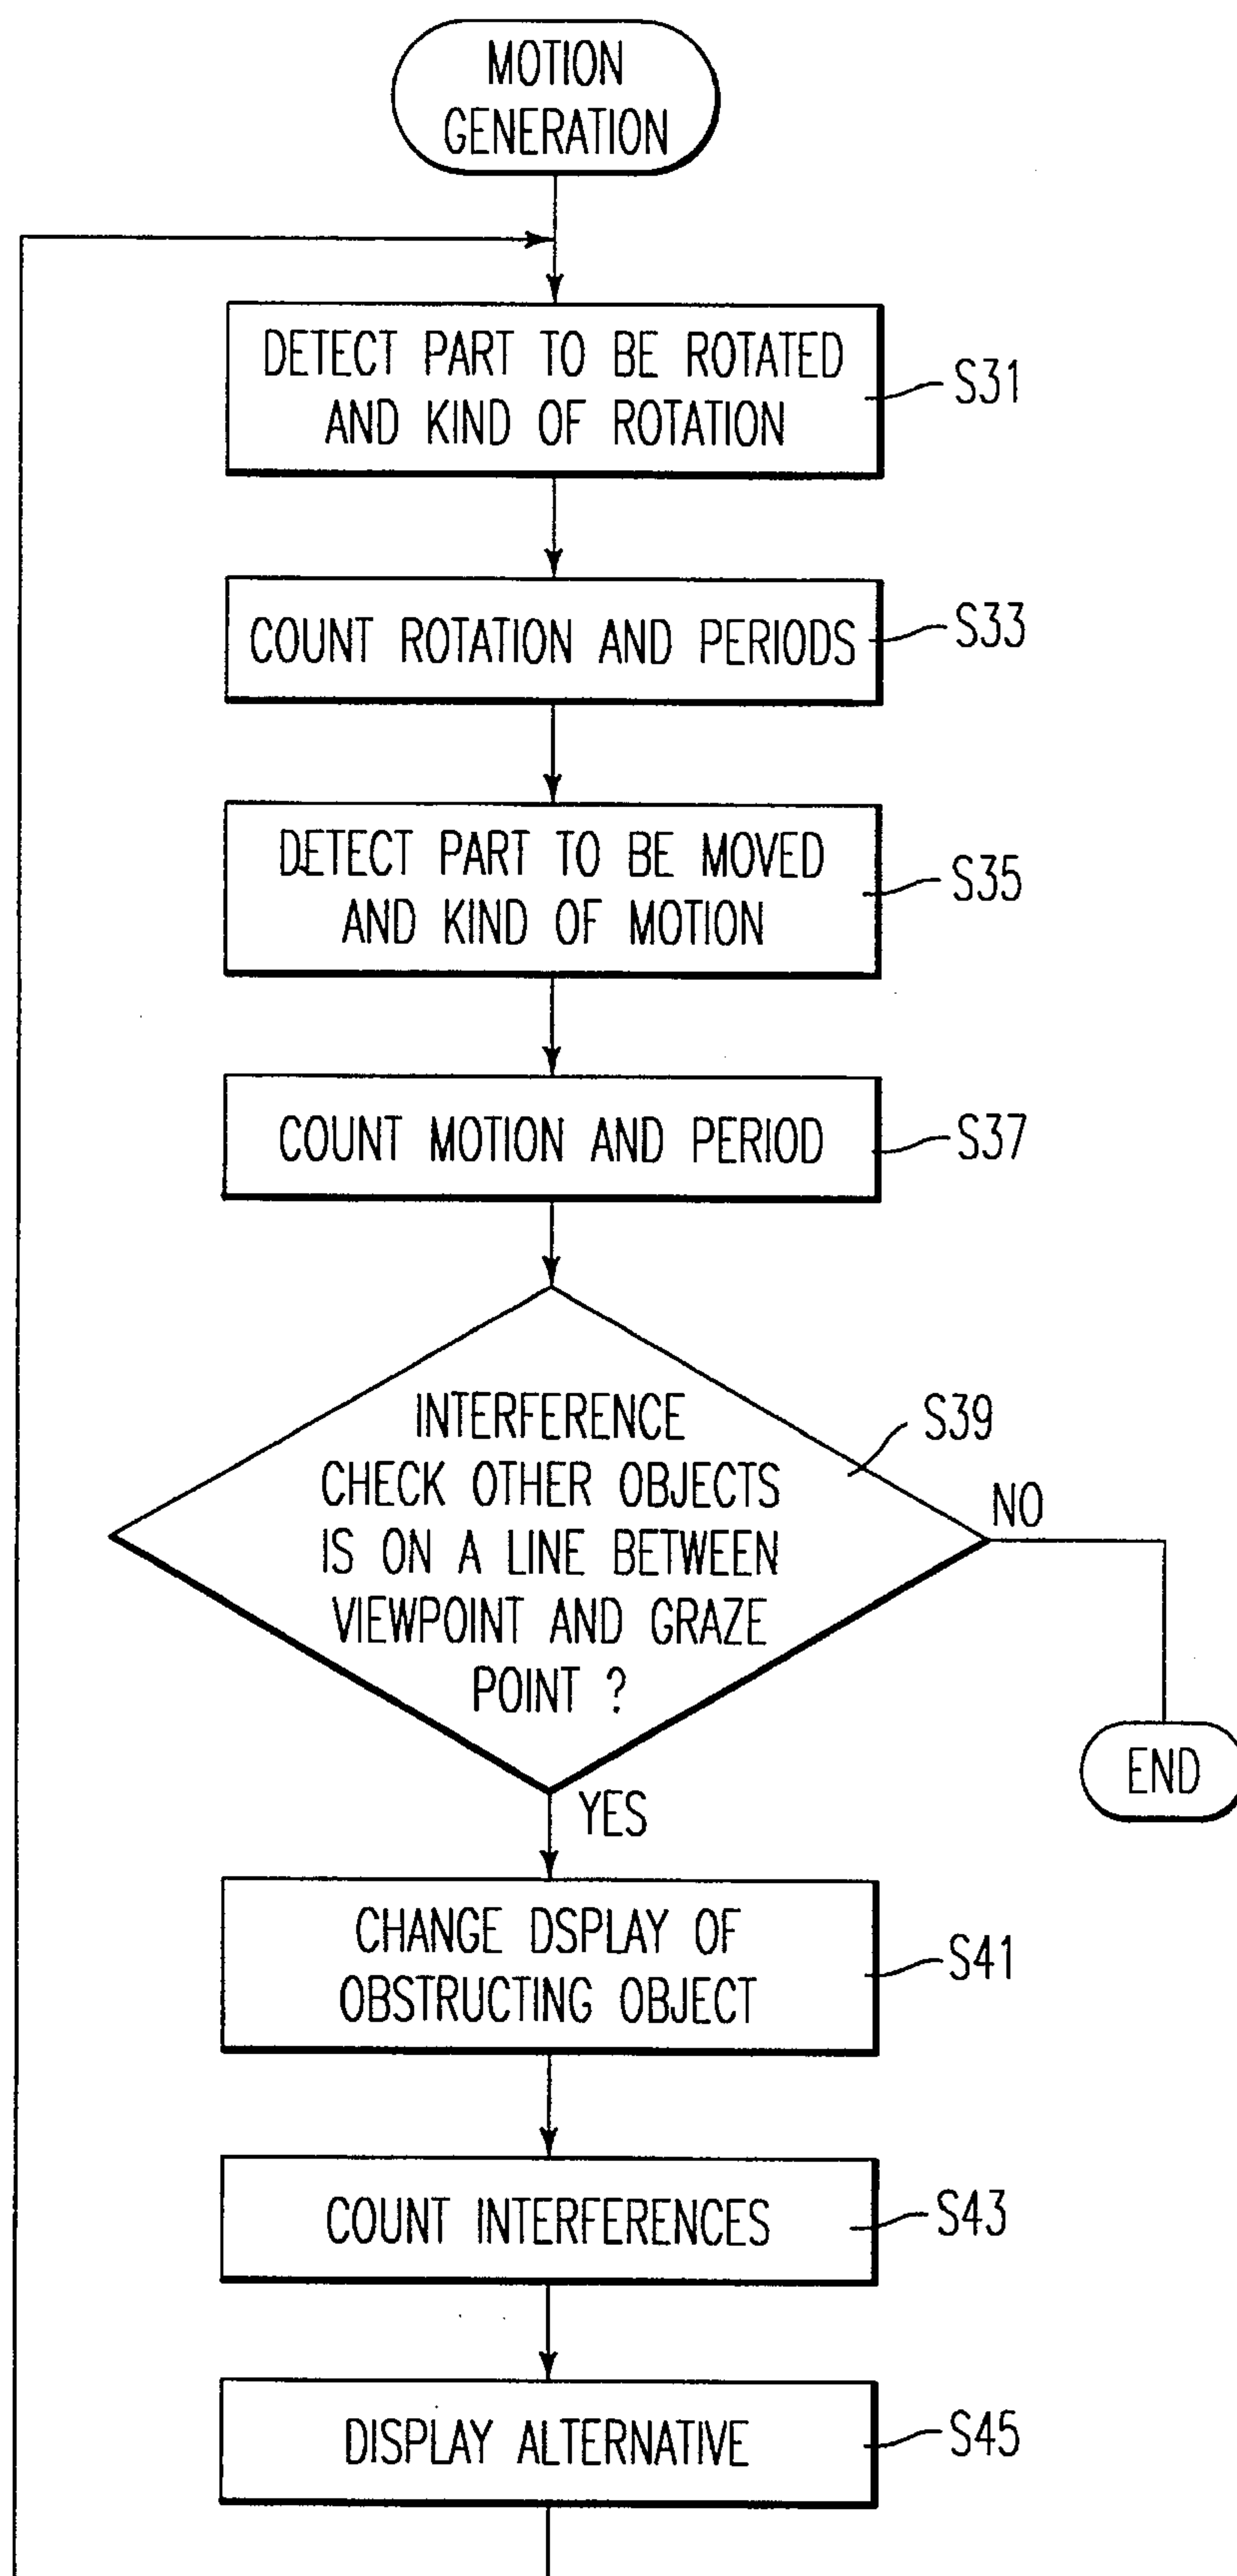 MOTION
GENERATION
DETECT PART TO BE ROTATED
AND KIND OF ROTATION
S31
COUNT ROTATION AND PERIODS
S33
DETECT PART TO BE MOVED
AND KIND OF MOTION
S35
COUNT MOTION AND PERIOD
S37
INTERFERENCE
CHECK OTHER OBJECTS
IS ON A LINE BETWEEN
VIEWPOINT AND GRAZE
POINT ?
S39
NO
END
YES
CHANGE DSPLAY OF
OBSTRUCTING OBJECT
S41
COUNT INTERFERENCES
S43
DISPLAY ALTERNATIVE
S45